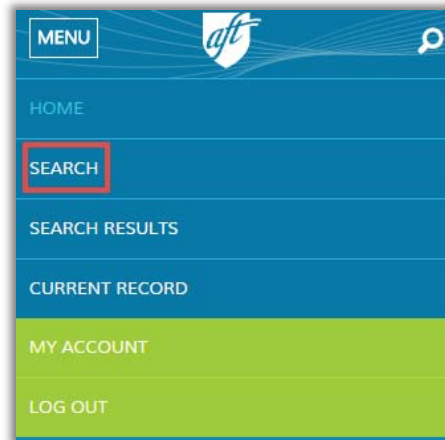 MENU aft
HOME
SEARCH
SEARCH RESULTS
CURRENT RECORD
MY ACCOUNT
LOG OUT